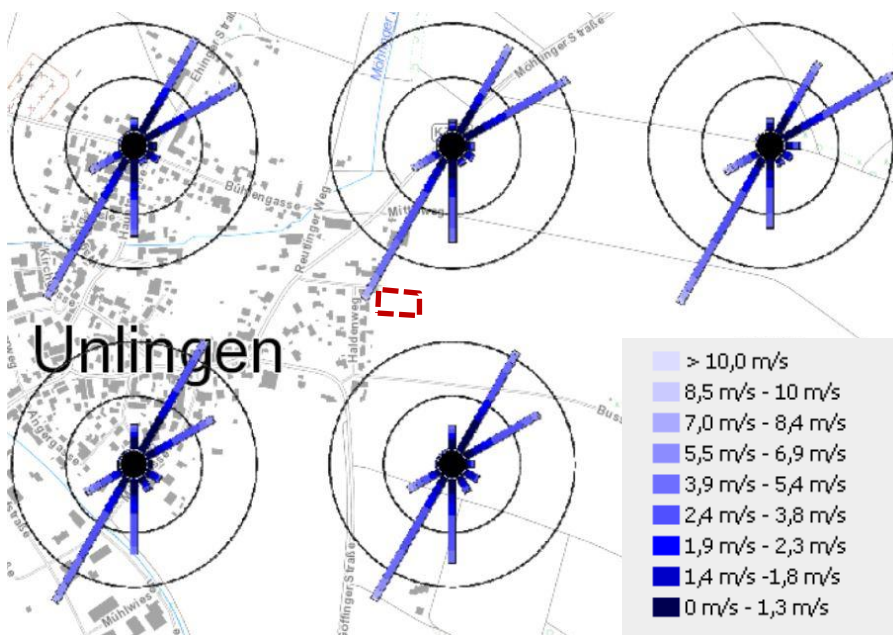 Ehinger Straße
Möhringer Straße
Bühlengasse
Mittelweg
Reutlinger Weg
Haldenweg
Unlingen
Angergasse
Göffinger Straße
Mühlwiese
> 10,0 m/s
8,5 m/s - 10 m/s
7,0 m/s - 8,4 m/s
5,5 m/s - 6,9 m/s
3,9 m/s - 5,4 m/s
2,4 m/s - 3,8 m/s
1,9 m/s - 2,3 m/s
1,4 m/s -1,8 m/s
0 m/s - 1,3 m/s